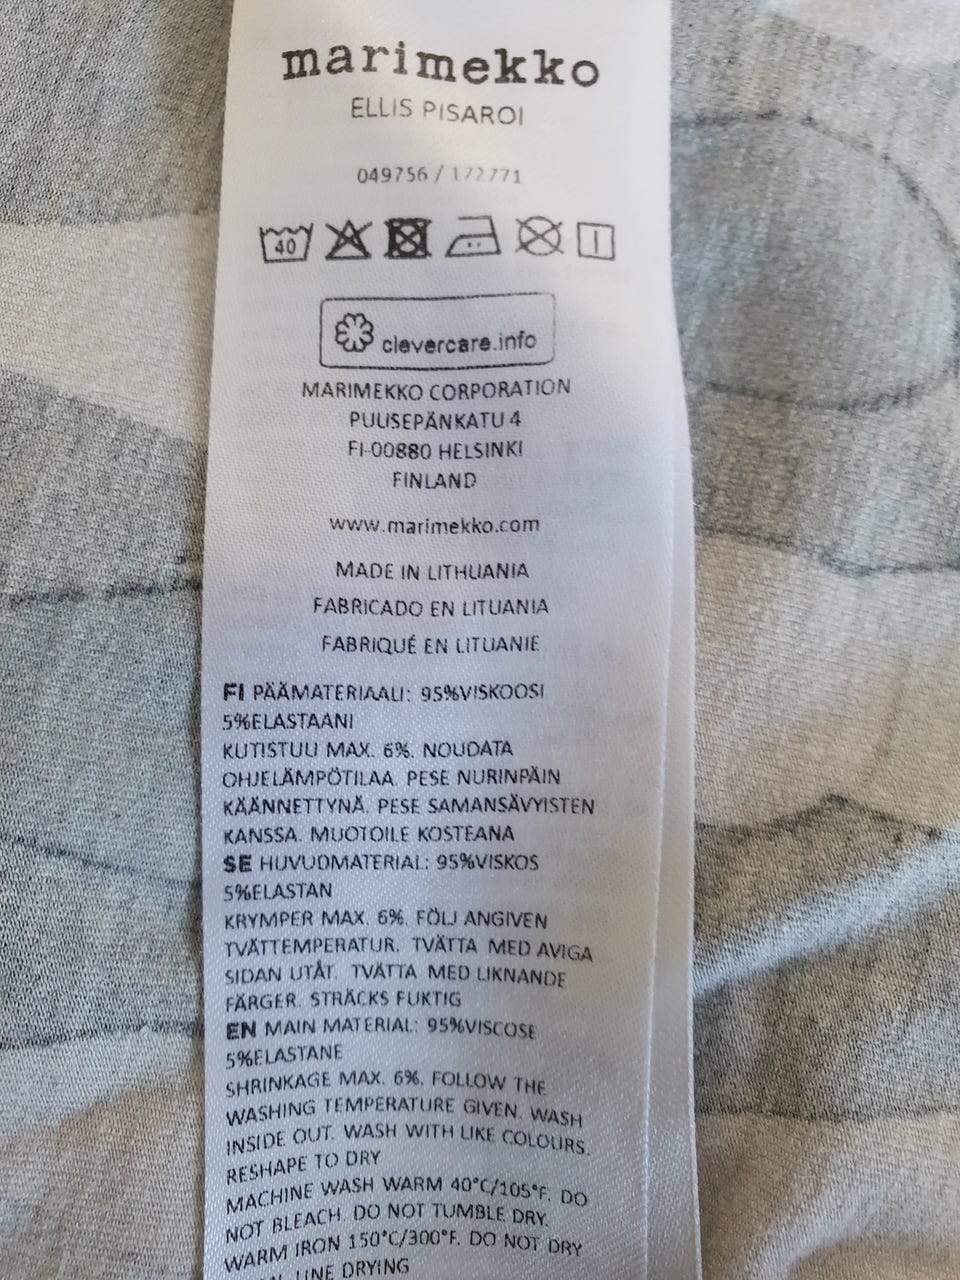 marimekko
ELLIS PISAROI
049756 / 172771
40
clevercare.info
MARIMEKKO CORPORATION
PUUSEPÄNKATU 4
FI-00880 HELSINKI
FINLAND
www.marimekko.com
MADE IN LITHUANIA
FABRICADO EN LITUANIA
FABRIQUÉ EN LITUANIE
FI PÄÄMATERIAALI: 95%VISKOOSI
5%ELASTAANI
KUTISTUU MAX. 6%. NOUDATA
OHJELÄMPÖTILAA. PESE NURINPÄIN
KÄÄNNETTYNÄ. PESE SAMANSÄVYISTEN
KANSSA. MUOTOILE KOSTEANA
SE HUVUDMATERIAL: 95%VISKOS
5%ELASTAN
KRYMPER MAX. 6%. FÖLJ ANGIVEN
TVÄTTEMPERATUR. TVÄTTA MED AVIGA
SIDAN UTÅT. TVÄTTA MED LIKNANDE
FÄRGER. STRÄCKS FUKTIG
EN MAIN MATERIAL: 95%VISCOSE
5%ELASTANE
SHRINKAGE MAX. 6%. FOLLOW THE
WASHING TEMPERATURE GIVEN. WASH
INSIDE OUT. WASH WITH LIKE COLOURS.
RESHAPE TO DRY
MACHINE WASH WARM 40°C/105°F. DO
NOT BLEACH. DO NOT TUMBLE DRY.
WARM IRON 150°C/300°F. DO NOT DRY
LINE DRYING